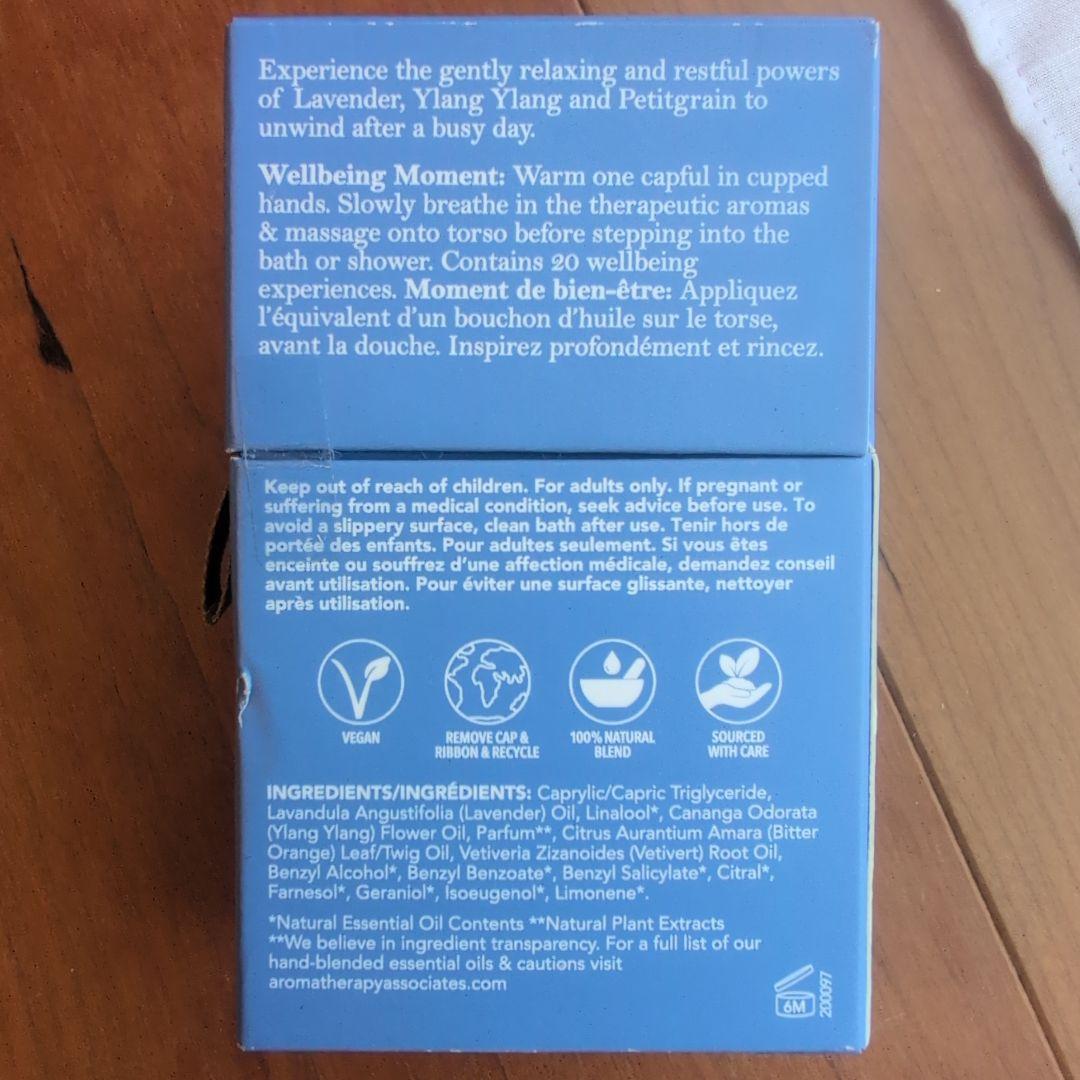 Experience the gently relaxing and restful powers
of Lavender, Ylang Ylang and Petitgrain to
unwind after a busy day.
Wellbeing Moment: Warm one capful in cupped
hands. Slowly breathe in the therapeutic aromas
& massage onto torso before stepping into the
bath or shower. Contains 20 wellbeing
experiences. Moment de bien-être: Appliquez
l'équivalent d'un bouchon d'huile sur le torse,
avant la douche. Inspirez profondément et rincez.
Keep out of reach of children. For adults only. If pregnant or
suffering from a medical condition, seek advice before use. To
avoid a slippery surface, clean bath after use. Tenir hors de
portée des enfants. Pour adultes seulement. Si vous êtes
enceinte ou souffrez d'une affection médicale, demandez conseil
avant utilisation. Pour éviter une surface glissante, nettoyer
après utilisation.
VEGAN
REMOVE CAP &
RIBBON & RECYCLE
100% NATURAL
BLEND
SOURCED
WITH CARE
INGREDIENTS/INGRÉDIENTS: Caprylic/Capric Triglyceride,
Lavandula Angustifolia (Lavender) Oil, Linalool*, Cananga Odorata
(Ylang Ylang) Flower Oil, Parfum**, Citrus Aurantium Amara (Bitter
Orange) Leaf/Twig Oil, Vetiveria Zizanoides (Vetivert) Root Oil,
Benzyl Alcohol*, Benzyl Benzoate*, Benzyl Salicylate*, Citral*,
Farnesol*, Geraniol*, Isoeugenol*, Limonene*.
*Natural Essential Oil Contents **Natural Plant Extracts
**We believe in ingredient transparency. For a full list of our
hand-blended essential oils & cautions visit
aromatherapyassociates.com
6M
200097